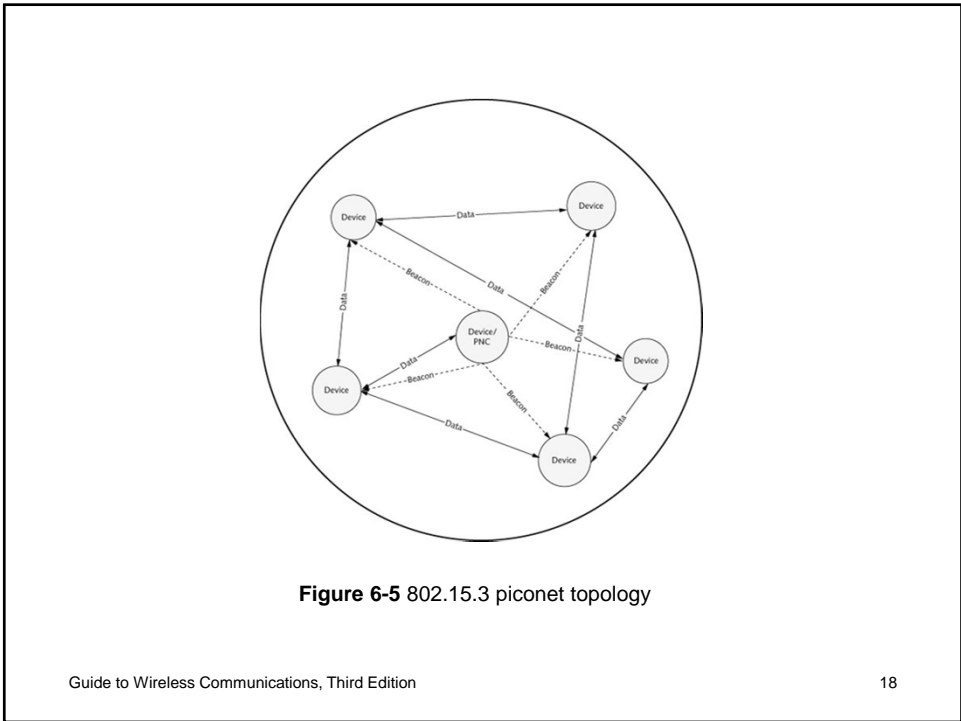 Device
Device
Data
Beacon
Beacon
Data
Data
Data
Device/
PNC
Beacon
Device
Data
Beacon
Device
Beacon
Data
Data
Device
Figure 6-5 802.15.3 piconet topology
Guide to Wireless Communications, Third Edition
18